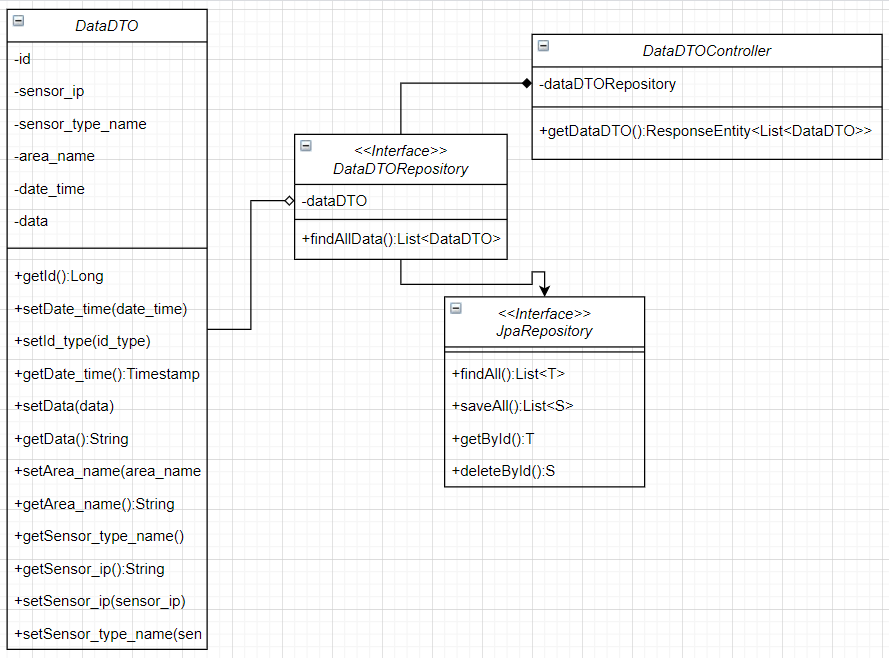 DataDTO
-id
-sensor_ip
-sensor_type_name
-area_name
-date_time
-data
+getId():Long
+setDate_time(date_time)
+setId_type(id_type)
+getDate_time():Timestamp
+setData(data)
+getData():String
+setArea_name(area_name
+getArea_name():String
+getSensor_type_name()
+getSensor_ip():String
+setSensor_ip(sensor_ip)
+setSensor_type_name(sen
<<Interface>>
DataDTORepository
-dataDTO
+findAllData():List<DataDTO>
DataDTOController
-dataDTORepository
+getDataDTO():ResponseEntity<List<DataDTO>>
<<Interface>>
JpaRepository
+findAll():List<T>
+saveAll():List<S>
+getById():T
+deleteById():S